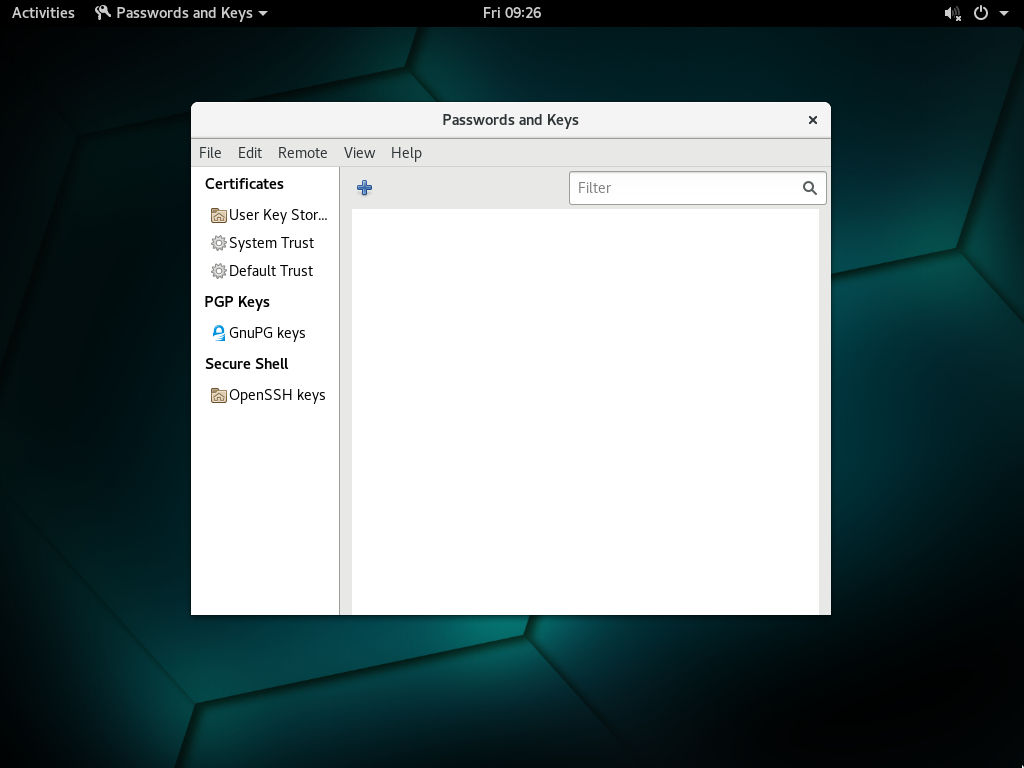 Activities Passwords and Keys Fri 09:26
Passwords and Keys
File Edit Remote View Help
Certificates
Filter
User Key Stor...
System Trust
Default Trust
PGP Keys
GnuPG keys
Secure Shell
OpenSSH keys